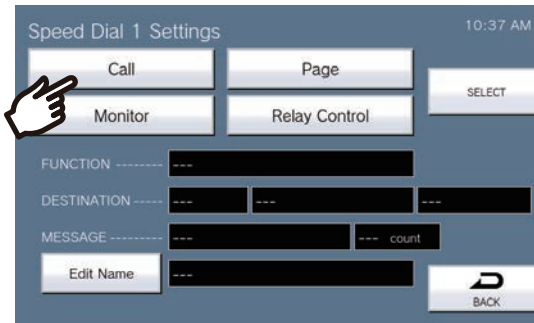 Speed Dial 1 Settings 10:37 AM
Call Page
SELECT
Monitor Relay Control
FUNCTION -------- ---
DESTINATION ----- --- --- ---
MESSAGE --------- --- --- count
Edit Name ---
BACK